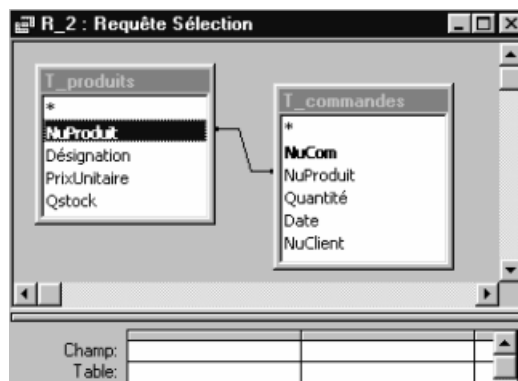 R_2 : Requête Sélection
T_produits
*
NuProduit
Désignation
PrixUnitaire
Qstock
T_commandes
*
NuCom
NuProduit
Quantité
Date
NuClient
Champ:
Table: